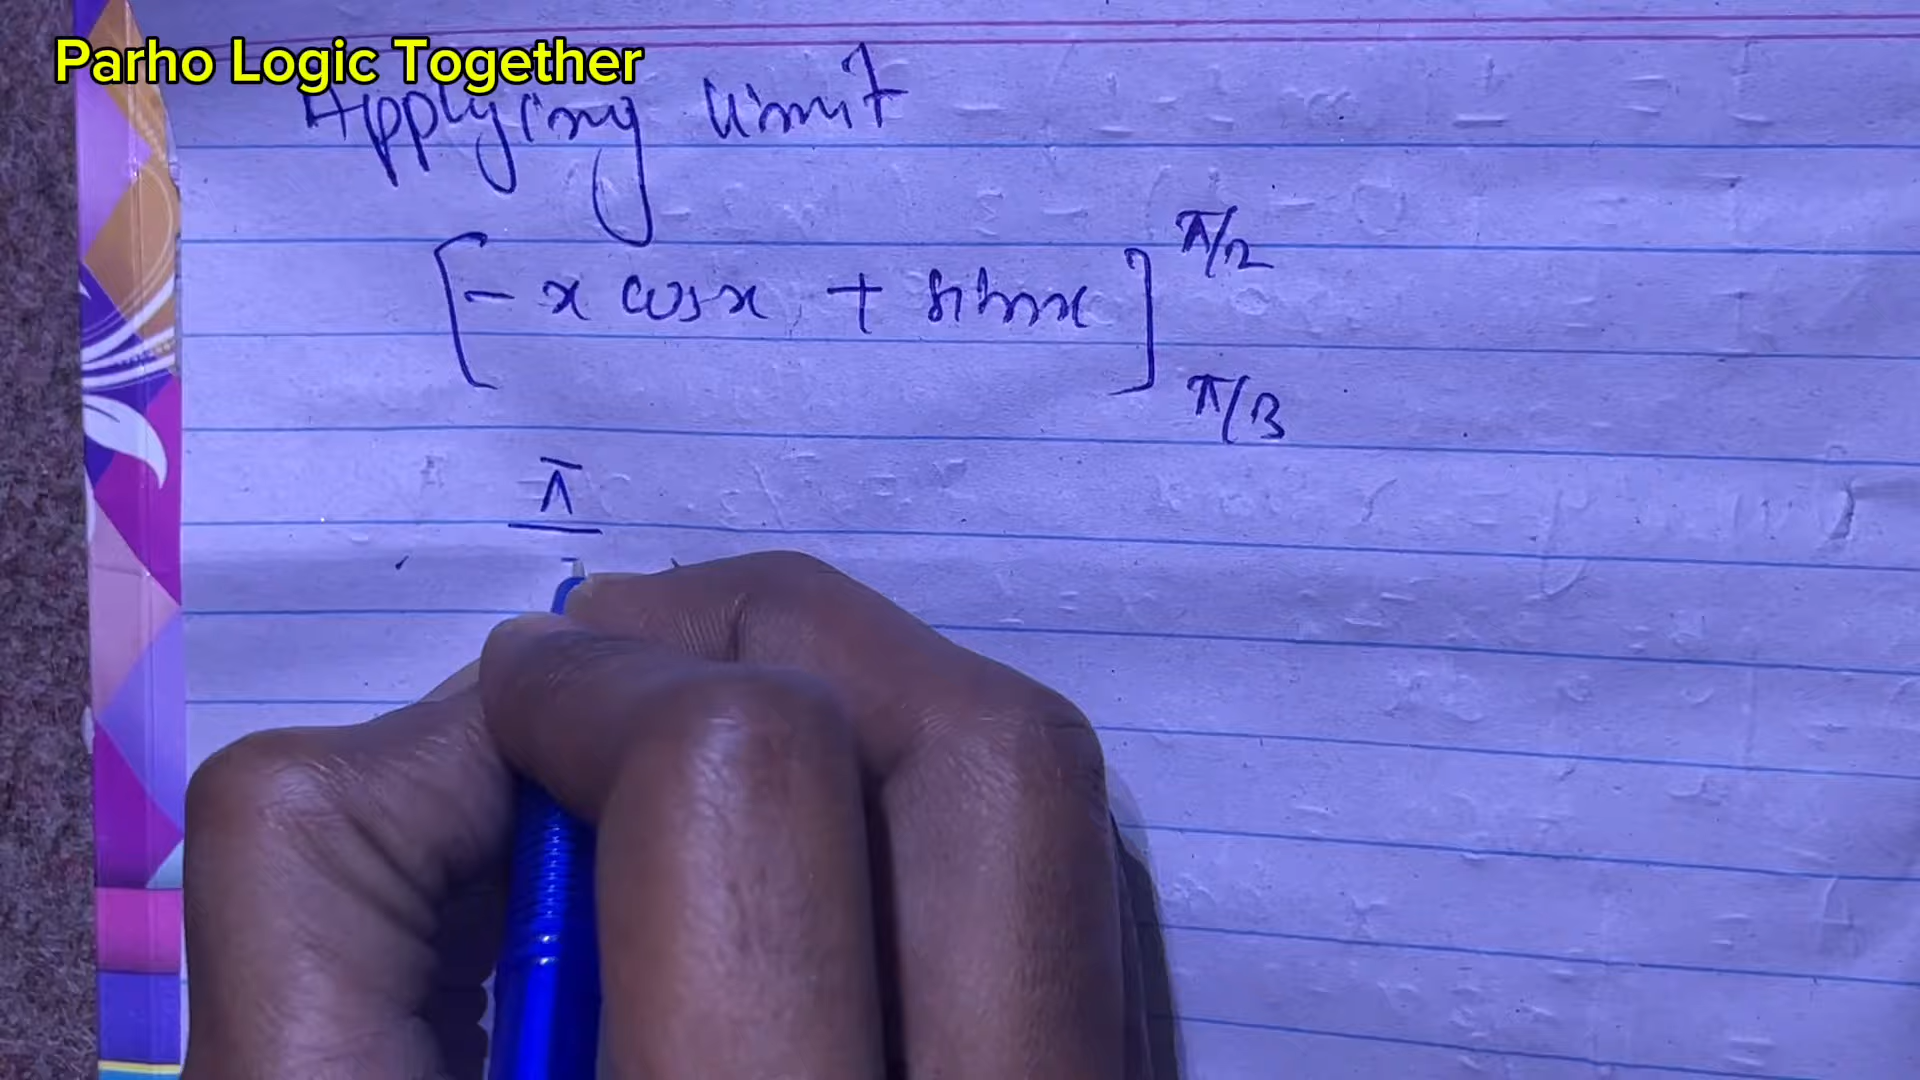 Parho Logic Together
Applying limit
[- x cosx + sinx]
π/2
π/3
π